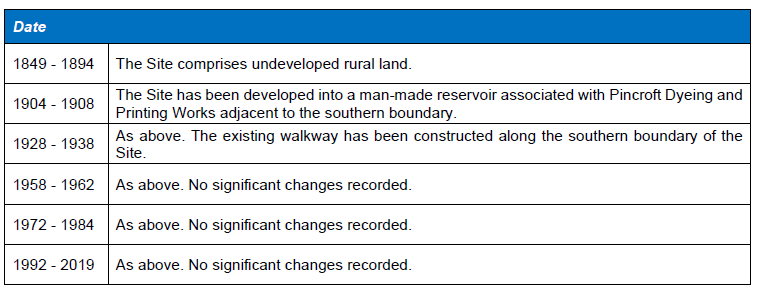 Date
1849 - 1894 The Site comprises undeveloped rural land.
1904 - 1908 The Site has been developed into a man-made reservoir associated with Pincroft Dyeing and
Printing Works adjacent to the southern boundary.
1928 - 1938 As above. The existing walkway has been constructed along the southern boundary of the
Site.
1958 - 1962 As above. No significant changes recorded.
1972 - 1984 As above. No significant changes recorded.
1992 - 2019 As above. No significant changes recorded.